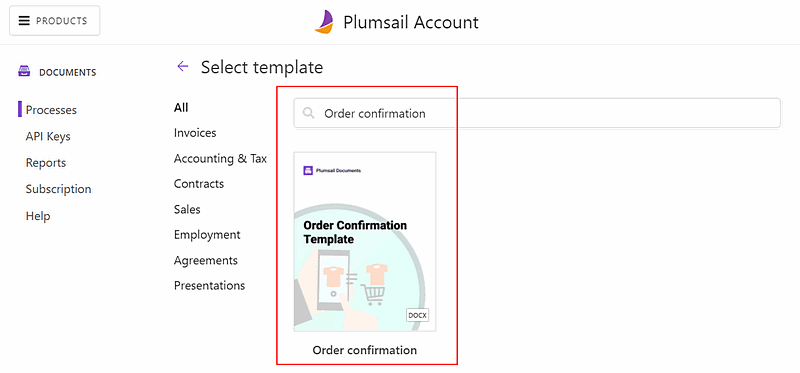 PRODUCTS
Plumsail Account
DOCUMENTS
Processes
API Keys
Reports
Subscription
Help
Select template
All
Invoices
Accounting & Tax
Contracts
Sales
Employment
Agreements
Presentations
Order confirmation
Plumsail Documents
Order Confirmation
Template
DOCX
Order confirmation